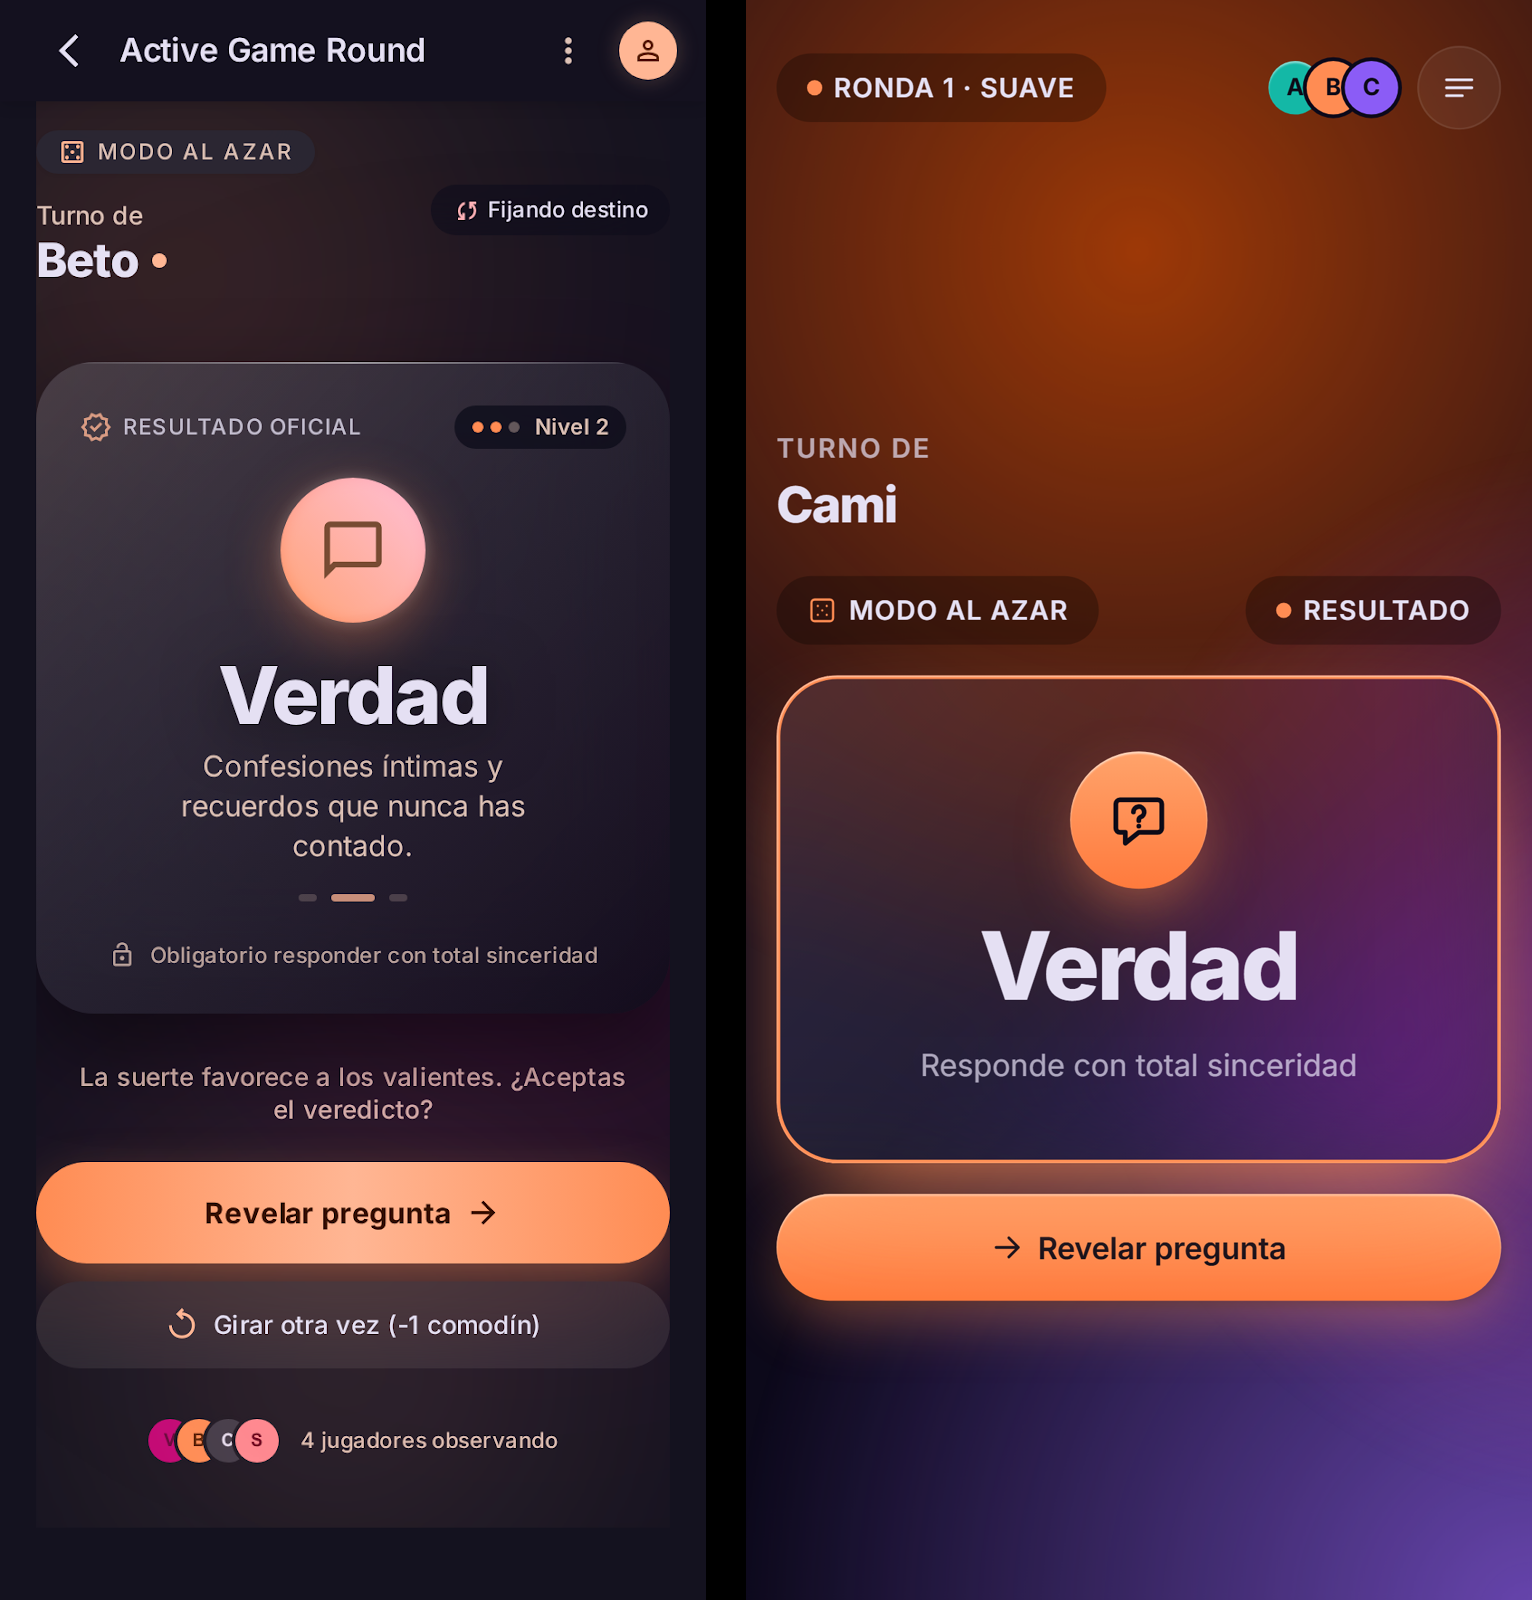 Active Game Round
MODO AL AZAR
Turno de
Beto
Fijando destino
RESULTADO OFICIAL
Nivel 2
Verdad
Confesiones íntimas y
recuerdos que nunca has
contado.
Obligatorio responder con total sinceridad
La suerte favorece a los valientes. ¿Aceptas
el veredicto?
Revelar pregunta
Girar otra vez (-1 comodín)
V B C S
4 jugadores observando
RONDA 1 · SUAVE
A B C
TURNO DE
Cami
MODO AL AZAR
RESULTADO
?
Verdad
Responde con total sinceridad
Revelar pregunta